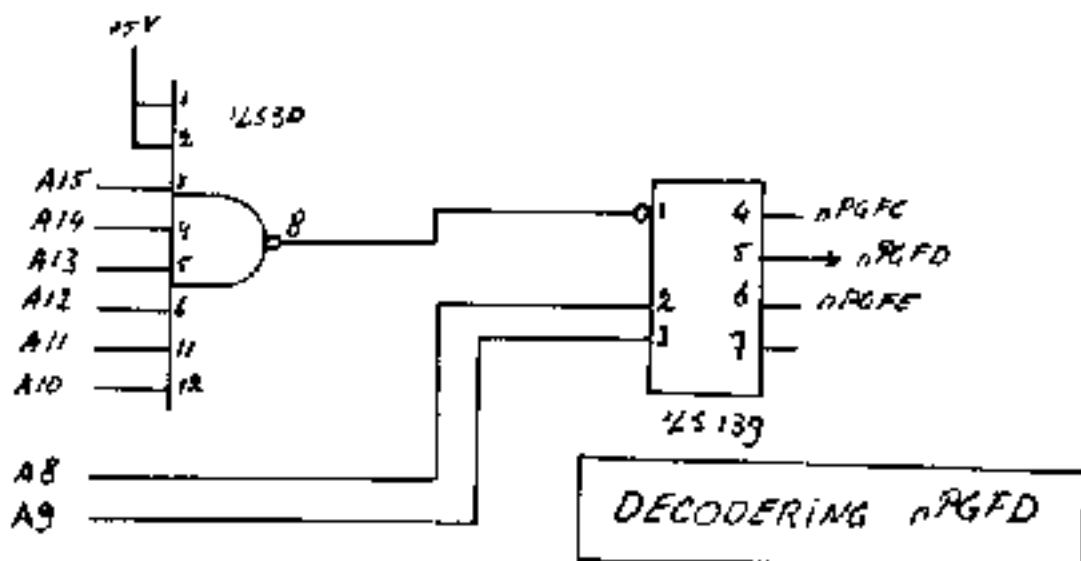 +5V
1
'LS30
2
A15 3
A14 4
8
A13 5
A12 6
A11 11
A10 12
1 4 nPGFC
5 nPGFD
2 6 nPGFE
3 7
'LS139
A8
A9
DECODERING nPGFD